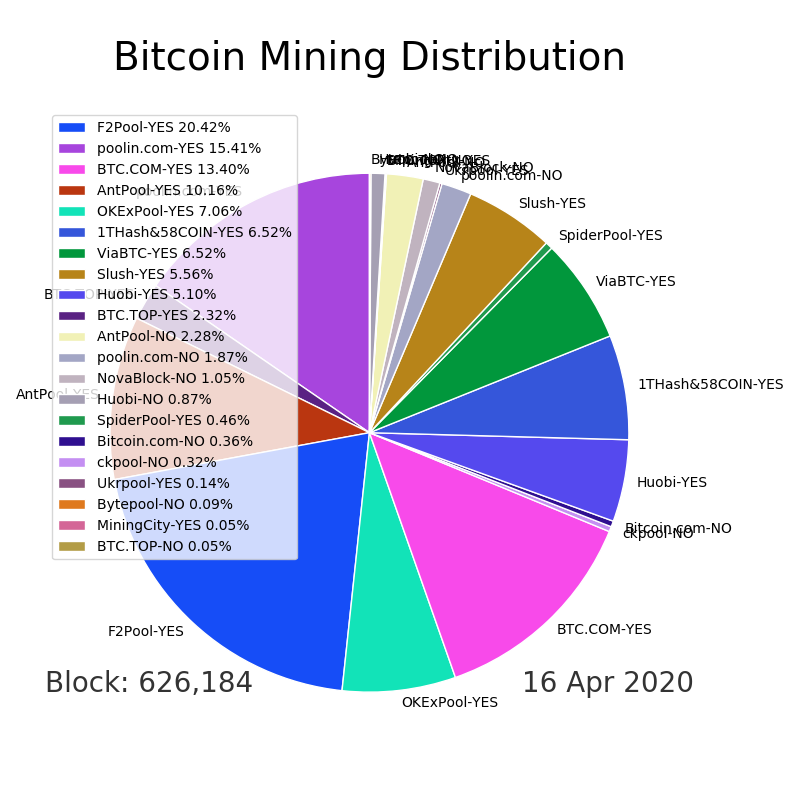 Bitcoin Mining Distribution
F2Pool-YES 20.42%
poolin.com-YES 15.41%
BTC.COM-YES 13.40%
AntPool-YES 10.16%
OKExPool-YES 7.06%
1THash&58COIN-YES 6.52%
ViaBTC-YES 6.52%
Slush-YES 5.56%
Huobi-YES 5.10%
BTC.TOP-YES 2.32%
AntPool-NO 2.28%
poolin.com-NO 1.87%
NovaBlock-NO 1.05%
Huobi-NO 0.87%
SpiderPool-YES 0.46%
Bitcoin.com-NO 0.36%
ckpool-NO 0.32%
Ukrpool-YES 0.14%
Bytepool-NO 0.09%
MiningCity-YES 0.05%
BTC.TOP-NO 0.05%
NovaBlock-NO
Ukrpool-YES
poolin.com-NO
Slush-YES
SpiderPool-YES
ViaBTC-YES
1THash&58COIN-YES
Huobi-YES
Bitcoin.com-NO
ckpool-NO
BTC.COM-YES
OKExPool-YES
F2Pool-YES
AntPool-YES
Block: 626,184
16 Apr 2020